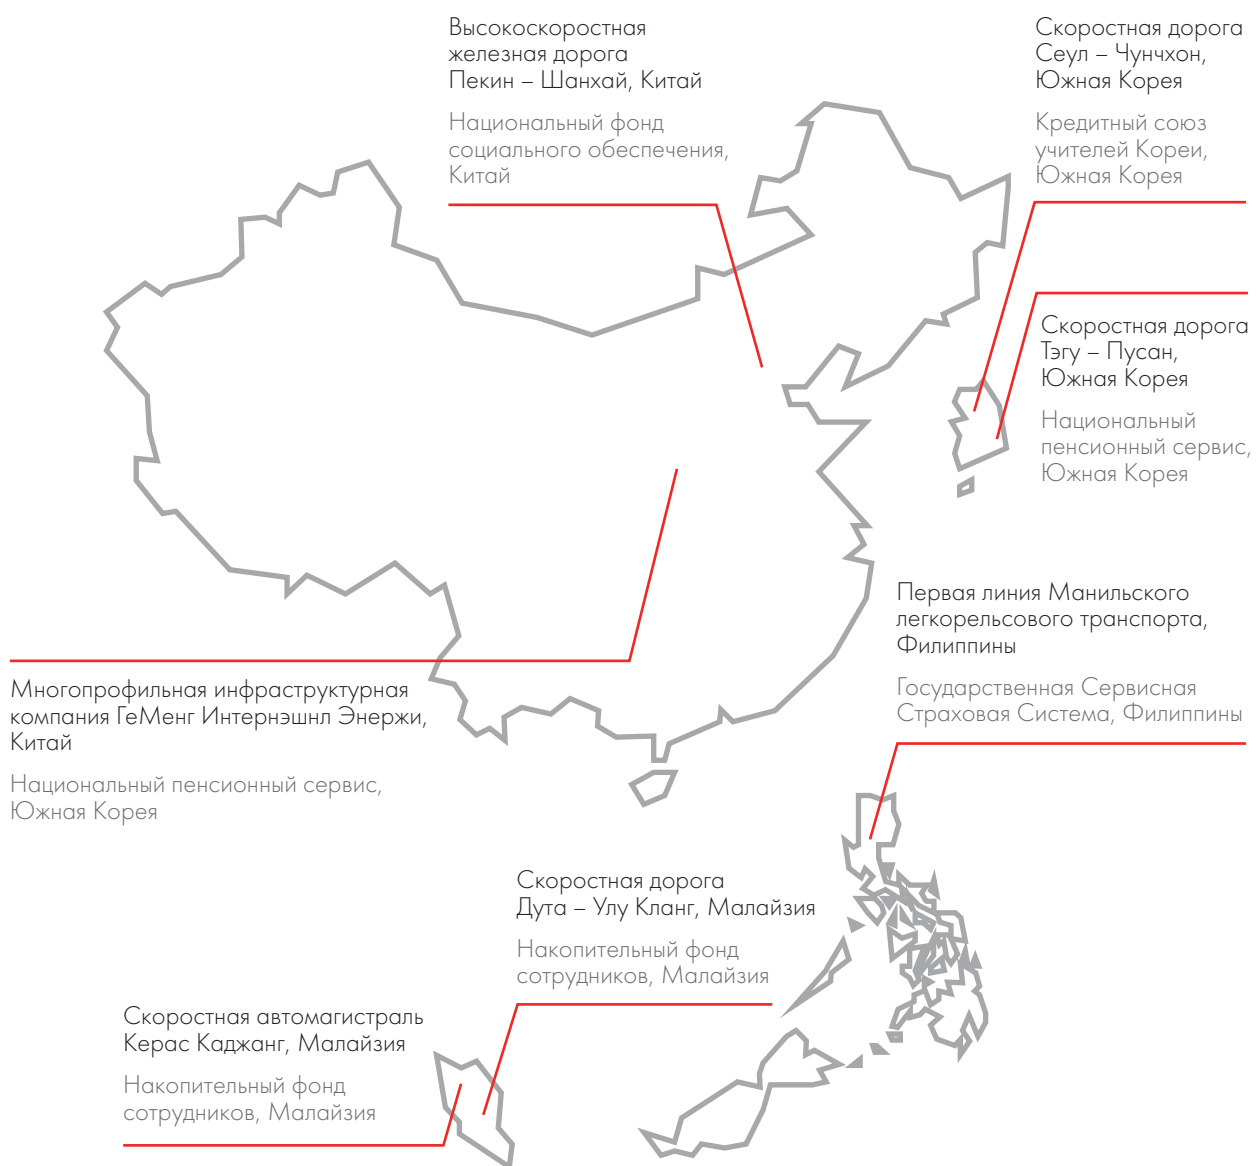 Высокоскоростная
железная дорога
Пекин – Шанхай, Китай
Национальный фонд
социального обеспечения,
Китай
Скоростная дорога
Сеул – Чунчхон,
Южная Корея
Кредитный союз
учителей Кореи,
Южная Корея
Скоростная дорога
Тэгу – Пусан,
Южная Корея
Национальный
пенсионный сервис,
Южная Корея
Первая линия Манильского
легкорельсового транспорта,
Филиппины
Государственная Сервисная
Страховая Система, Филиппины
Многопрофильная инфраструктурная
компания ГеМенг Интернэшнл Энержи,
Китай
Национальный пенсионный сервис,
Южная Корея
Скоростная дорога
Дута – Улу Кланг, Малайзия
Накопительный фонд
сотрудников, Малайзия
Скоростная автомагистраль
Керас Каджанг, Малайзия
Накопительный фонд
сотрудников, Малайзия